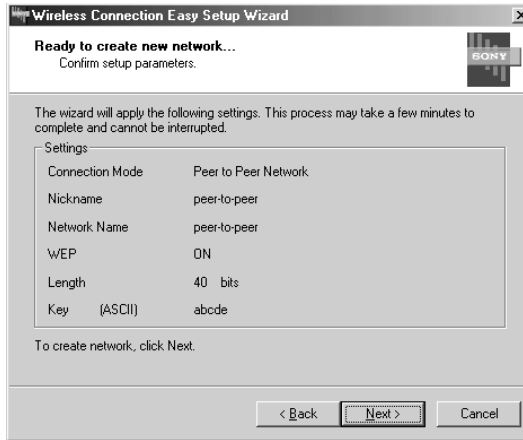 Wireless Connection Easy Setup Wizard
Ready to create new network...
Confirm setup parameters.
SONY
The wizard will apply the following settings. This process may take a few minutes to
complete and cannot be interrupted.
Settings
Connection Mode Peer to Peer Network
Nickname peer-to-peer
Network Name peer-to-peer
WEP ON
Length 40 bits
Key (ASCII) abcde
To create network, click Next.
< Back Next > Cancel